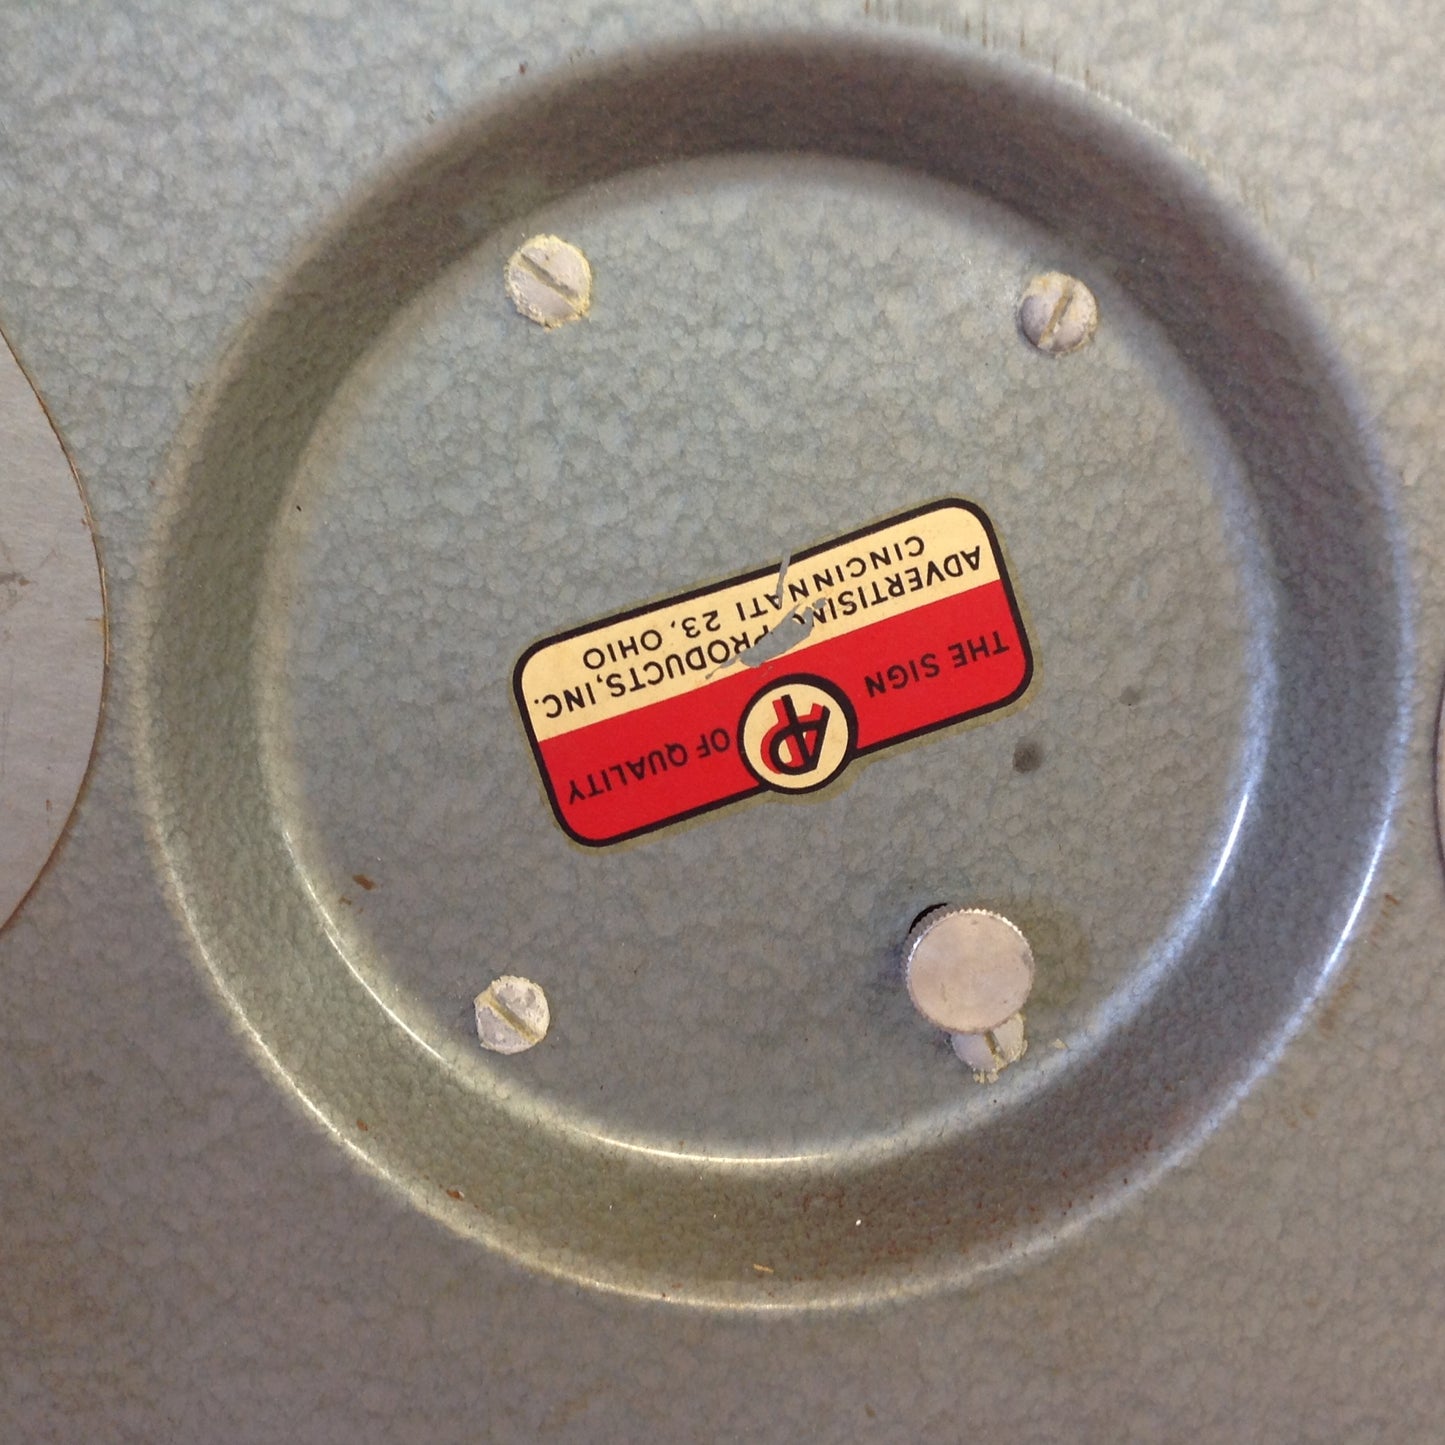 THE SIGN OF QUALITY
AP
ADVERTISING PRODUCTS, INC.
CINCINNATI 23, OHIO